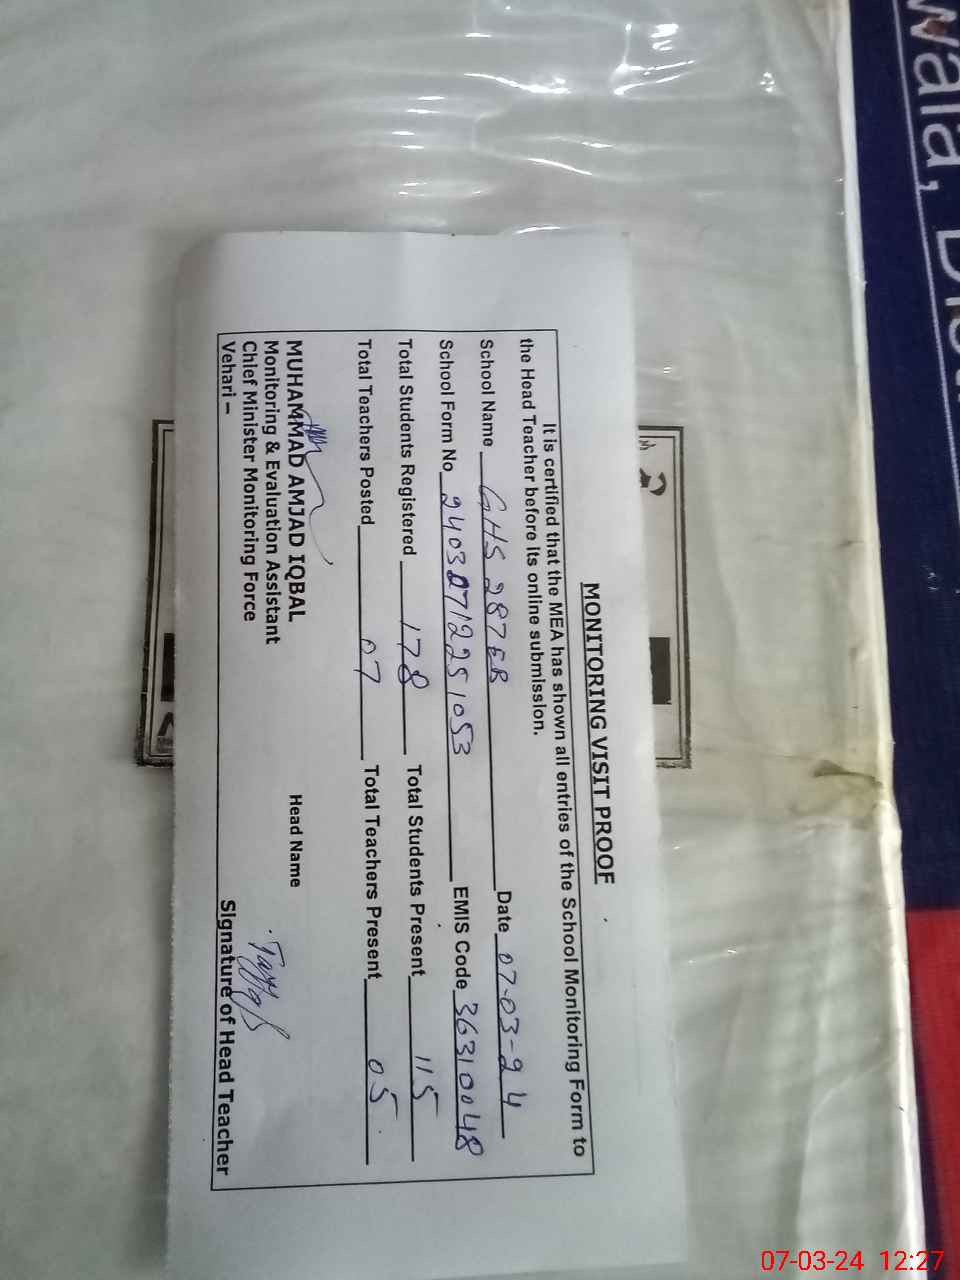 MONITORING VISIT PROOF
It is certified that the MEA has shown all entries of the School Monitoring Form to
the Head Teacher before its online submission.
School Name GHS 287 EB Date 07-03-24
School Form No 24030712251053 EMIS Code 36310048
Total Students Registered 178 Total Students Present 115
Total Teachers Posted 07 Total Teachers Present 05
MUHAMMAD AMJAD IQBAL
Monitoring & Evaluation Assistant Head Name
Chief Minister Monitoring Force
Vehari – Signature of Head Teacher
wala,
07-03-24 12:27